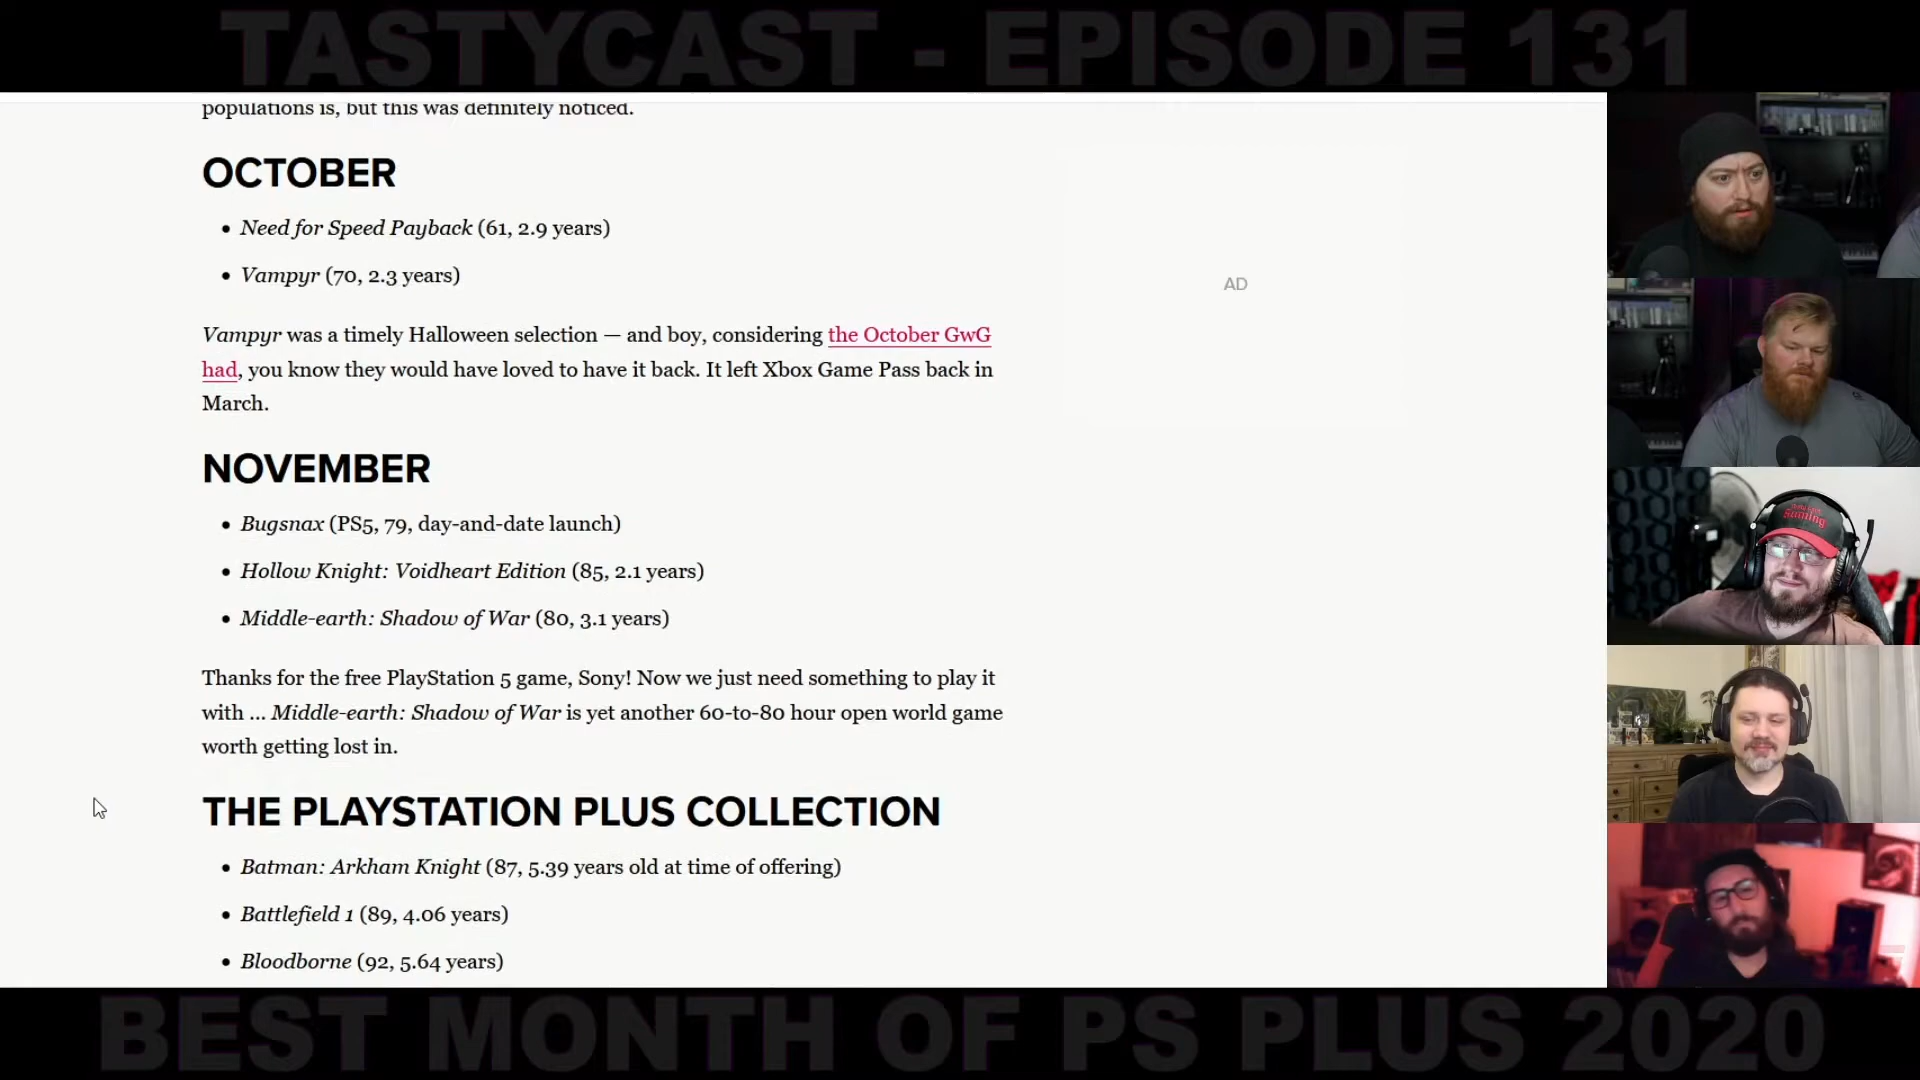 TASTYCAST - EPISODE 131
populations is, but this was definitely noticed.
OCTOBER
• Need for Speed Payback (61, 2.9 years)
• Vampyr (70, 2.3 years)
Vampyr was a timely Halloween selection — and boy, considering the October GwG
had, you know they would have loved to have it back. It left Xbox Game Pass back in
March.
AD
NOVEMBER
• Bugsnax (PS5, 79, day-and-date launch)
• Hollow Knight: Voidheart Edition (85, 2.1 years)
• Middle-earth: Shadow of War (80, 3.1 years)
Thanks for the free PlayStation 5 game, Sony! Now we just need something to play it
with ... Middle-earth: Shadow of War is yet another 60-to-80 hour open world game
worth getting lost in.
THE PLAYSTATION PLUS COLLECTION
• Batman: Arkham Knight (87, 5.39 years old at time of offering)
• Battlefield 1 (89, 4.06 years)
• Bloodborne (92, 5.64 years)
Gaming
BEST MONTH OF PS PLUS 2020